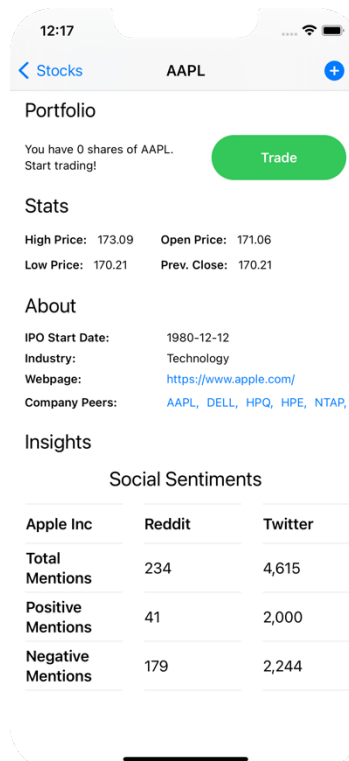 12:17
Stocks
AAPL
Portfolio
You have 0 shares of AAPL.
Start trading!
Trade
Stats
High Price: 173.09 Open Price: 171.06
Low Price: 170.21 Prev. Close: 170.21
About
IPO Start Date: 1980-12-12
Industry: Technology
Webpage: https://www.apple.com/
Company Peers: AAPL, DELL, HPQ, HPE, NTAP,
Insights
Social Sentiments
Apple Inc Reddit Twitter
Total
Mentions 234 4,615
Positive
Mentions 41 2,000
Negative
Mentions 179 2,244